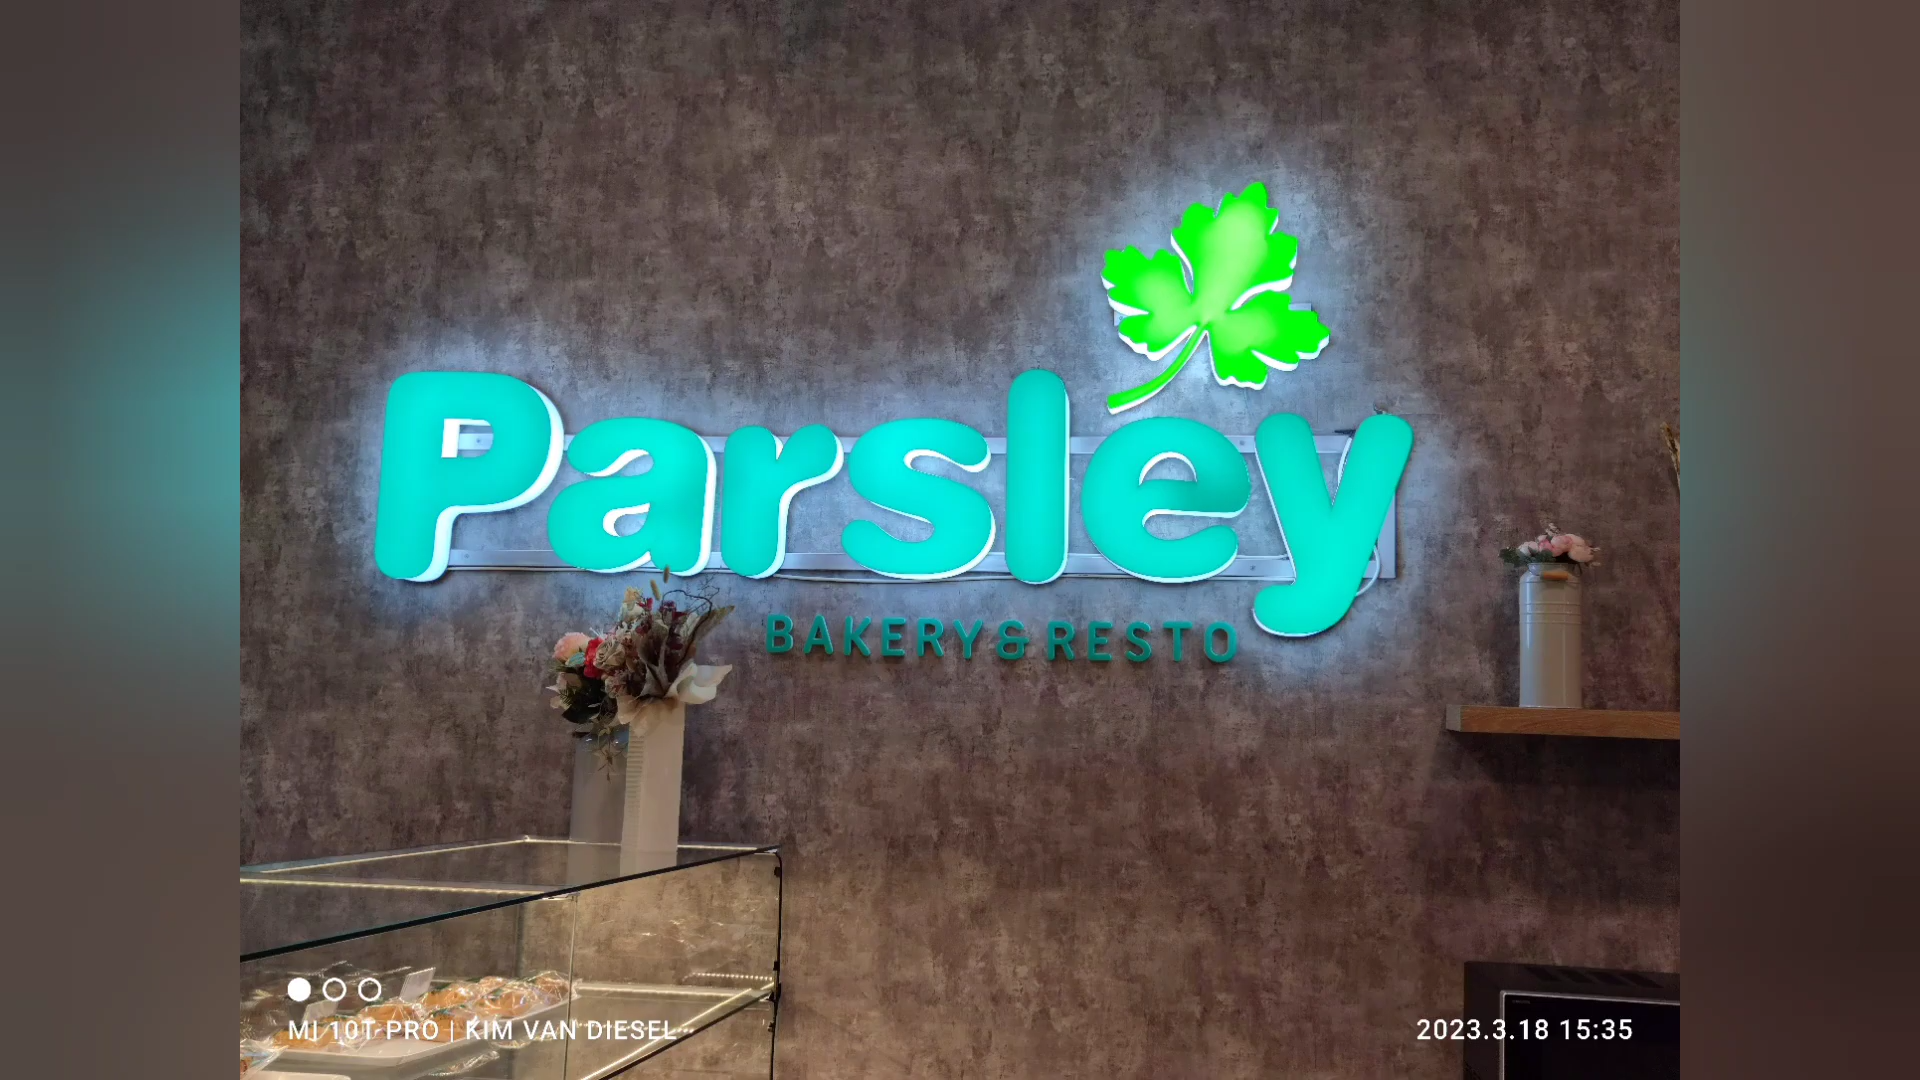 Parsley
BAKERY&RESTO
MI 10T PRO | KIM VAN DIESEL
2023.3.18 15:35